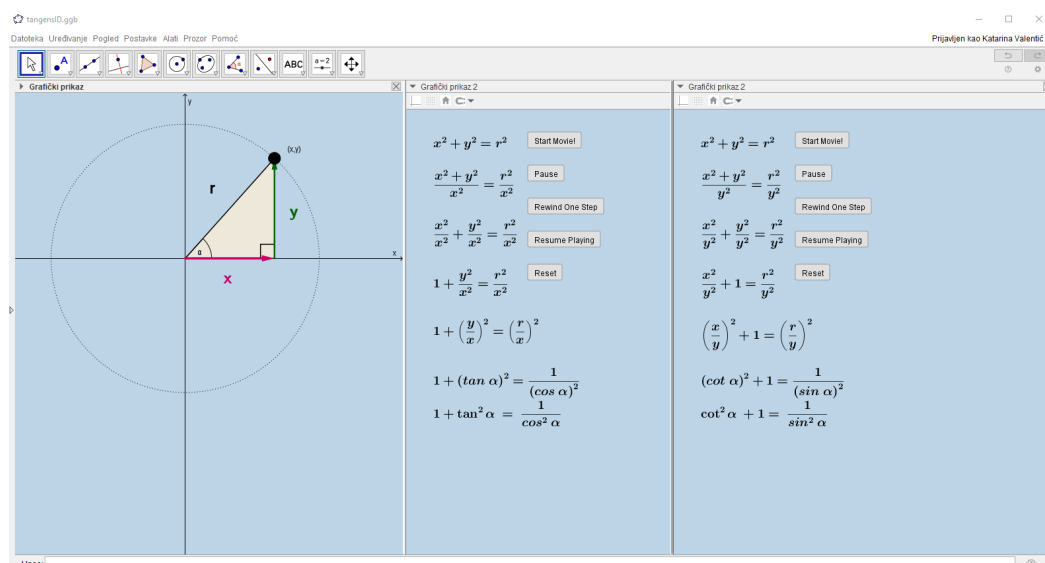 tangensID.ggb
Datoteka Uređivanje Pogled Postavke Alati Prozor Pomoć
Prijavljen kao Katarina Valentić
A
a
ABC
a=2
Grafički prikaz
y
(x,y)
r
y
α
x
x
Grafički prikaz 2
x² + y² = r²
Start Movie!
(x² + y²)/x² = r²/x²
Pause
Rewind One Step
x²/x² + y²/x² = r²/x²
Resume Playing
1 + y²/x² = r²/x²
Reset
1 + (y/x)² = (r/x)²
1 + (tan α)² = 1/(cos α)²
1 + tan² α = 1/cos² α
Grafički prikaz 2
x² + y² = r²
Start Movie!
(x² + y²)/y² = r²/y²
Pause
Rewind One Step
x²/y² + y²/y² = r²/y²
Resume Playing
x²/y² + 1 = r²/y²
Reset
(x/y)² + 1 = (r/y)²
(cot α)² + 1 = 1/(sin α)²
cot² α + 1 = 1/sin² α